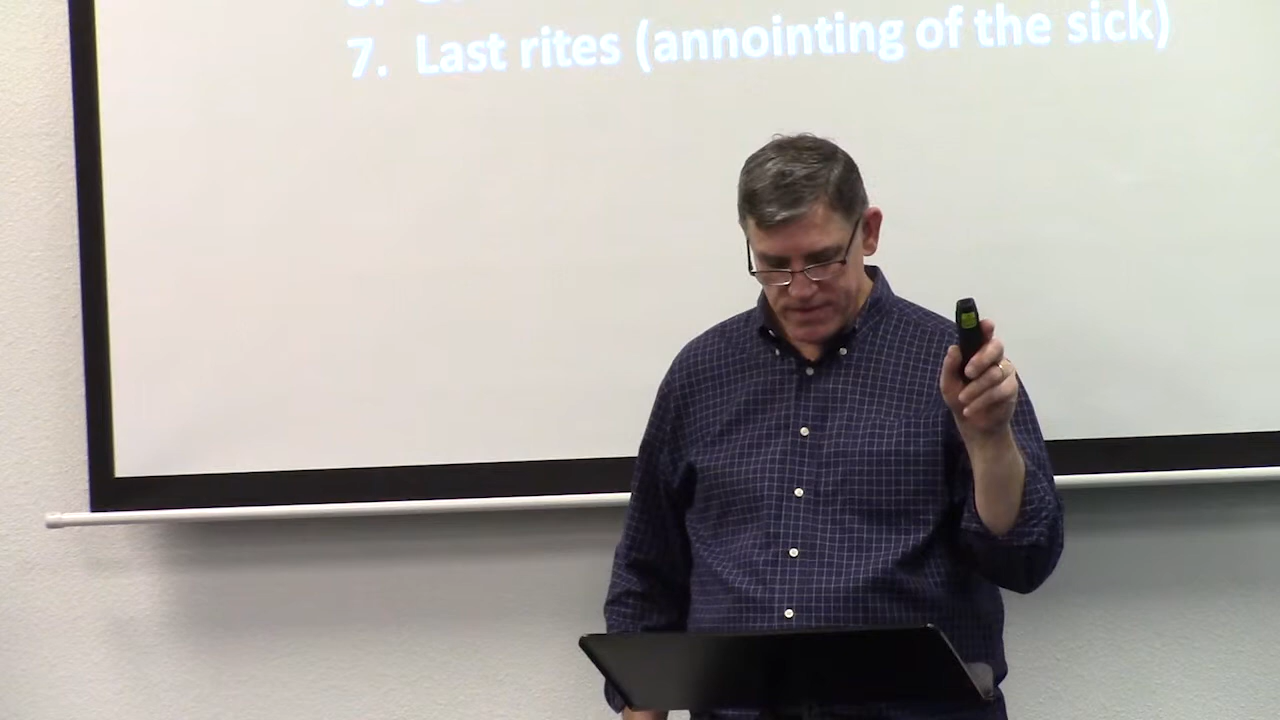 7. Last rites (annointing of the sick)